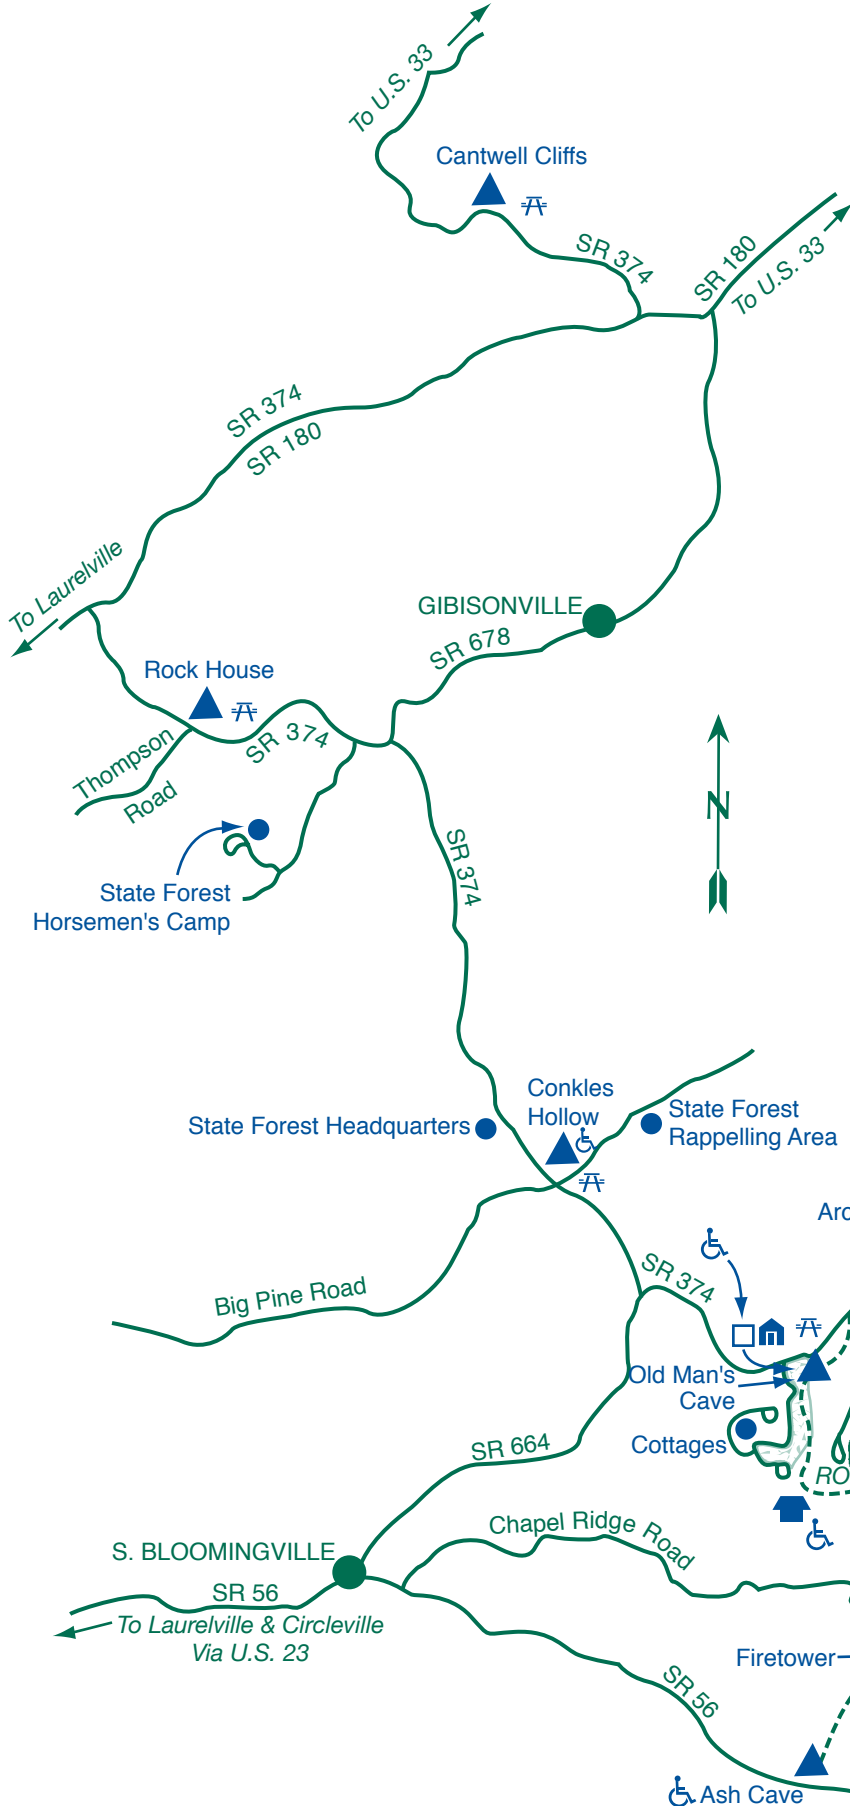 To U.S. 33
Cantwell Cliffs
SR 374
SR 180
To U.S. 33
SR 374
SR 180
To Laurelville
GIBISONVILLE
SR 678
Rock House
SR 374
Thompson
Road
State Forest
Horsemen's Camp
N
SR 374
Conkles
Hollow
State Forest Headquarters
State Forest
Rappelling Area
Arc
SR 374
Big Pine Road
Old Man's
Cave
Cottages
SR 664
RO
Chapel Ridge Road
S. BLOOMINGVILLE
SR 56
To Laurelville & Circleville
Via U.S. 23
Firetower
SR 56
Ash Cave